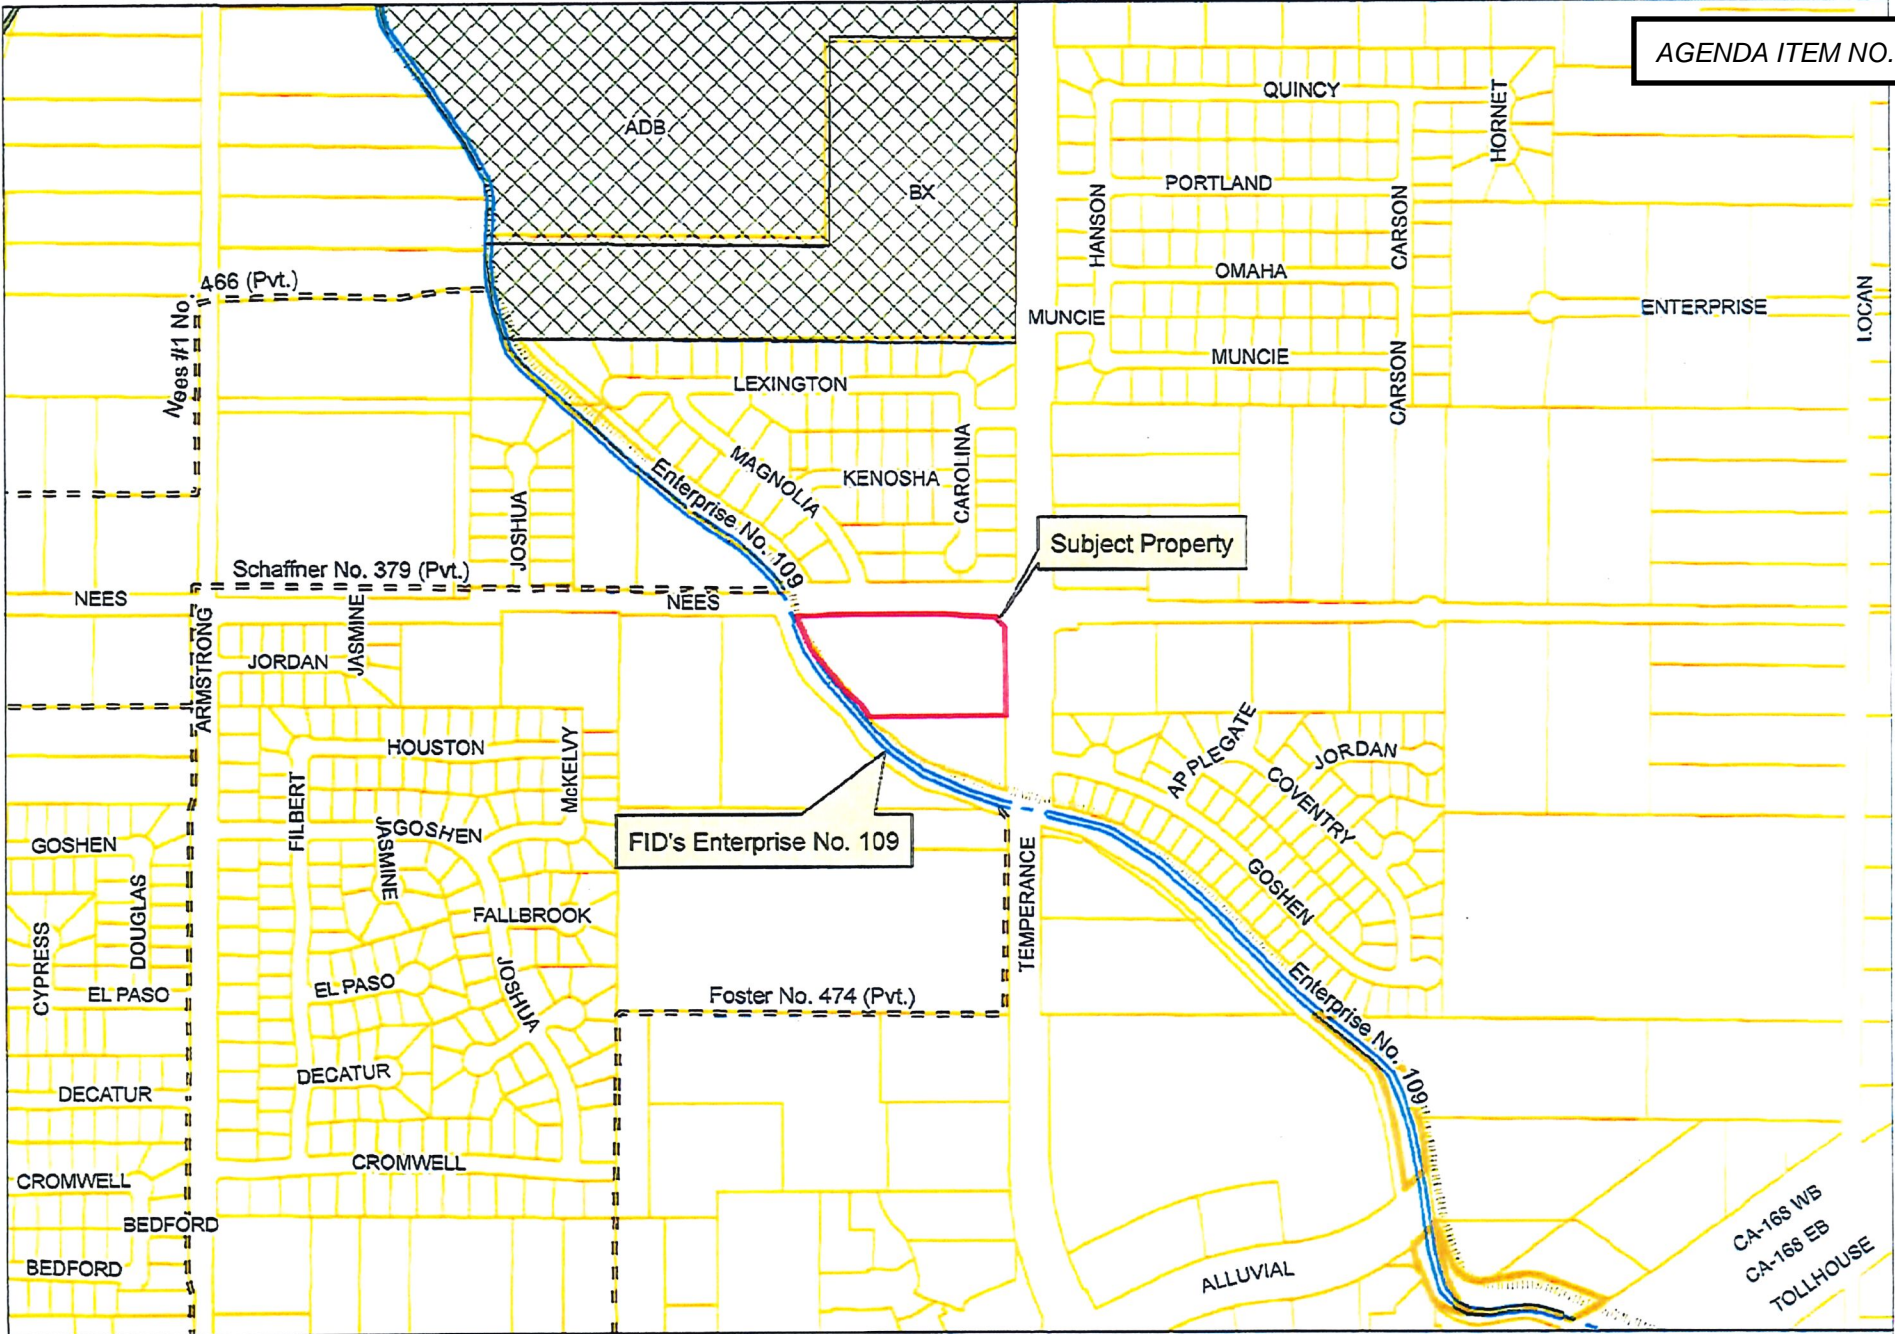 AGENDA ITEM NO.
QUINCY
HORNET
ADB
BX
PORTLAND
HANSON
CARSON
OMAHA
466 (Pvt.)
Nees #1 No.
MUNCIE
ENTERPRISE
LOCAN
MUNCIE
CARSON
LEXINGTON
MAGNOLIA
KENOSHA
CAROLINA
Enterprise No. 109
JOSHUA
Subject Property
Schaffner No. 379 (Pvt.)
NEES
NEES
ARMSTRONG
JASMINE
JORDAN
HOUSTON
McKELVY
APPLEGATE
JORDAN
COVENTRY
FILBERT
JASMINE
GOSHEN
FID's Enterprise No. 109
GOSHEN
DOUGLAS
CYPRESS
EL PASO
FALLBROOK
EL PASO
JOSHUA
TEMPERANCE
GOSHEN
Foster No. 474 (Pvt.)
Enterprise No. 109
DECATUR
DECATUR
CROMWELL
CROMWELL
BEDFORD
BEDFORD
ALLUVIAL
CA-168 WB
CA-168 EB
TOLLHOUSE